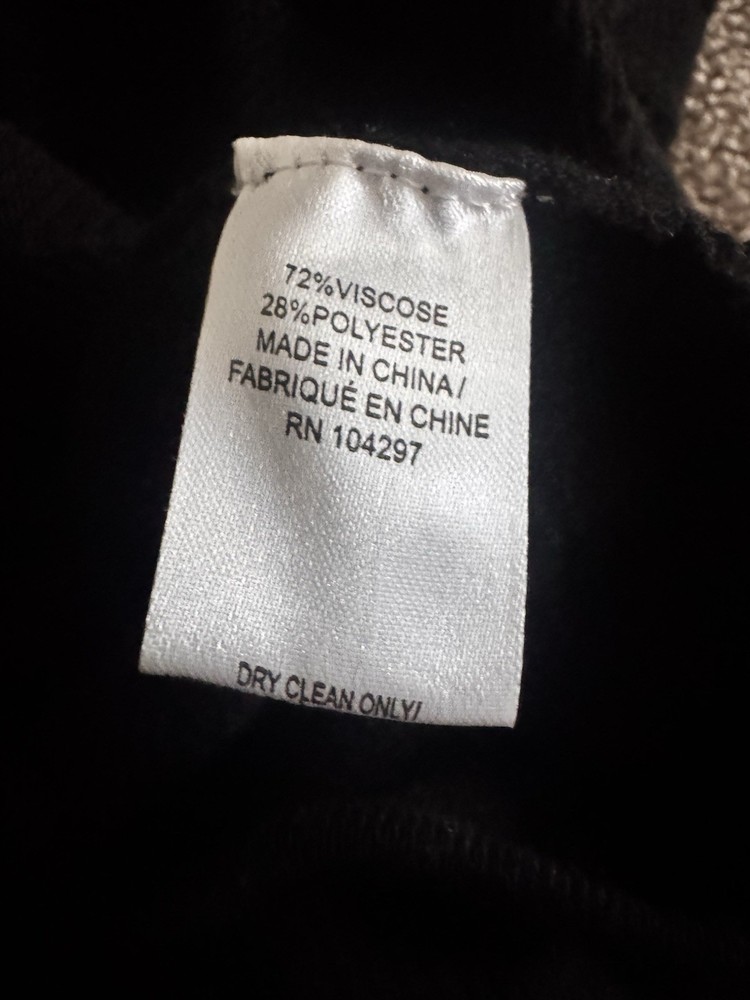 72%VISCOSE
28%POLYESTER
MADE IN CHINA/
FABRIQUÉ EN CHINE
RN 104297
DRY CLEAN ONLY/